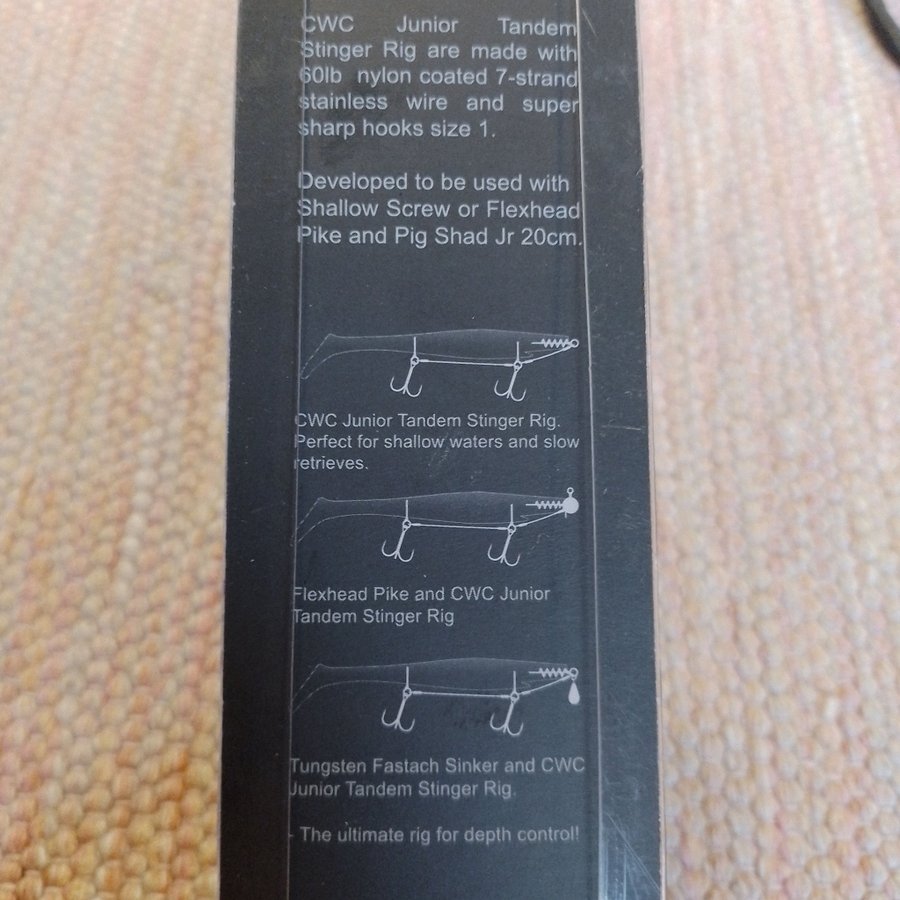 CWC Junior Tandem
Stinger Rig are made with
60lb nylon coated 7-strand
stainless wire and super
sharp hooks size 1.
Developed to be used with
Shallow Screw or Flexhead
Pike and Pig Shad Jr 20cm.
CWC Junior Tandem Stinger Rig.
Perfect for shallow waters and slow
retrieves.
Flexhead Pike and CWC Junior
Tandem Stinger Rig
Tungsten Fastach Sinker and CWC
Junior Tandem Stinger Rig.
- The ultimate rig for depth control!